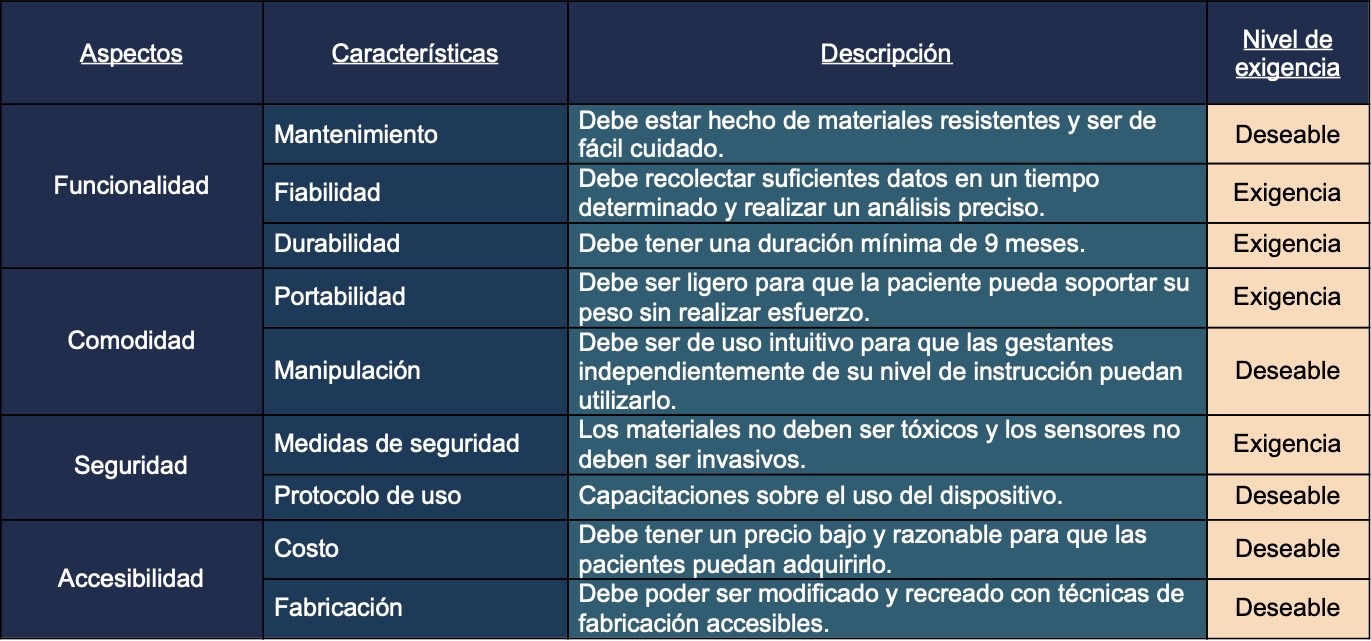 Aspectos
Características
Descripción
Nivel de
exigencia
Funcionalidad
Mantenimiento
Debe estar hecho de materiales resistentes y ser de
fácil cuidado.
Deseable
Fiabilidad
Debe recolectar suficientes datos en un tiempo
determinado y realizar un análisis preciso.
Exigencia
Durabilidad
Debe tener una duración mínima de 9 meses.
Exigencia
Comodidad
Portabilidad
Debe ser ligero para que la paciente pueda soportar su
peso sin realizar esfuerzo.
Exigencia
Manipulación
Debe ser de uso intuitivo para que las gestantes
independientemente de su nivel de instrucción puedan
utilizarlo.
Deseable
Seguridad
Medidas de seguridad
Los materiales no deben ser tóxicos y los sensores no
deben ser invasivos.
Exigencia
Protocolo de uso
Capacitaciones sobre el uso del dispositivo.
Deseable
Accesibilidad
Costo
Debe tener un precio bajo y razonable para que las
pacientes puedan adquirirlo.
Deseable
Fabricación
Debe poder ser modificado y recreado con técnicas de
fabricación accesibles.
Deseable